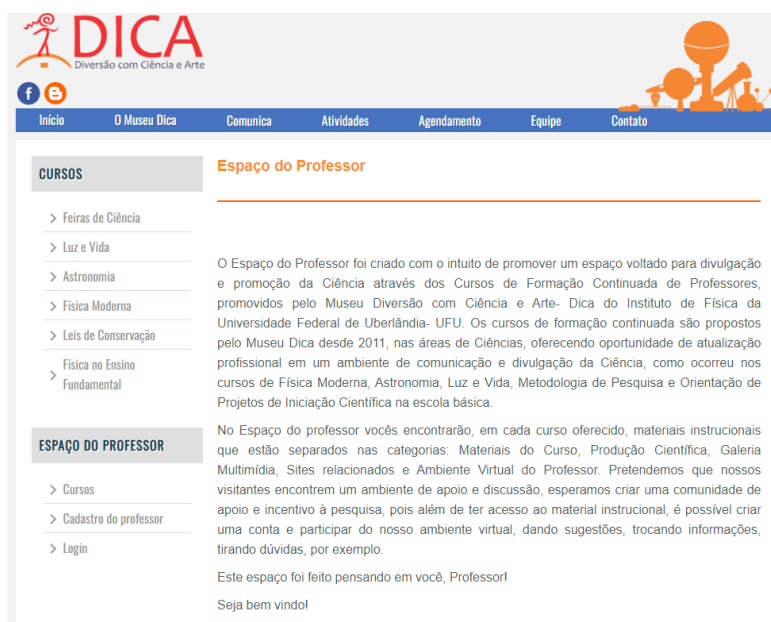 DICA
Diversão com Ciência e Arte
Início O Museu Dica Comunica Atividades Agendamento Equipe Contato
CURSOS
Feiras de Ciência
Luz e Vida
Astronomia
Física Moderna
Leis de Conservação
Física no Ensino
Fundamental
ESPAÇO DO PROFESSOR
Cursos
Cadastro do professor
Login
Espaço do Professor
O Espaço do Professor foi criado com o intuito de promover um espaço voltado para divulgação
e promoção da Ciência através dos Cursos de Formação Continuada de Professores,
promovidos pelo Museu Diversão com Ciência e Arte- Dica do Instituto de Física da
Universidade Federal de Uberlândia- UFU. Os cursos de formação continuada são propostos
pelo Museu Dica desde 2011, nas áreas de Ciências, oferecendo oportunidade de atualização
profissional em um ambiente de comunicação e divulgação da Ciência, como ocorreu nos
cursos de Física Moderna, Astronomia, Luz e Vida, Metodologia de Pesquisa e Orientação de
Projetos de Iniciação Científica na escola básica.
No Espaço do professor vocês encontrarão, em cada curso oferecido, materiais instrucionais
que estão separados nas categorias: Materiais do Curso, Produção Científica, Galeria
Multimídia, Sites relacionados e Ambiente Virtual do Professor. Pretendemos que nossos
visitantes encontrem um ambiente de apoio e discussão, esperamos criar uma comunidade de
apoio e incentivo à pesquisa, pois além de ter acesso ao material instrucional, é possível criar
uma conta e participar do nosso ambiente virtual, dando sugestões, trocando informações,
tirando dúvidas, por exemplo.
Este espaço foi feito pensando em você, Professor!
Seja bem vindo!